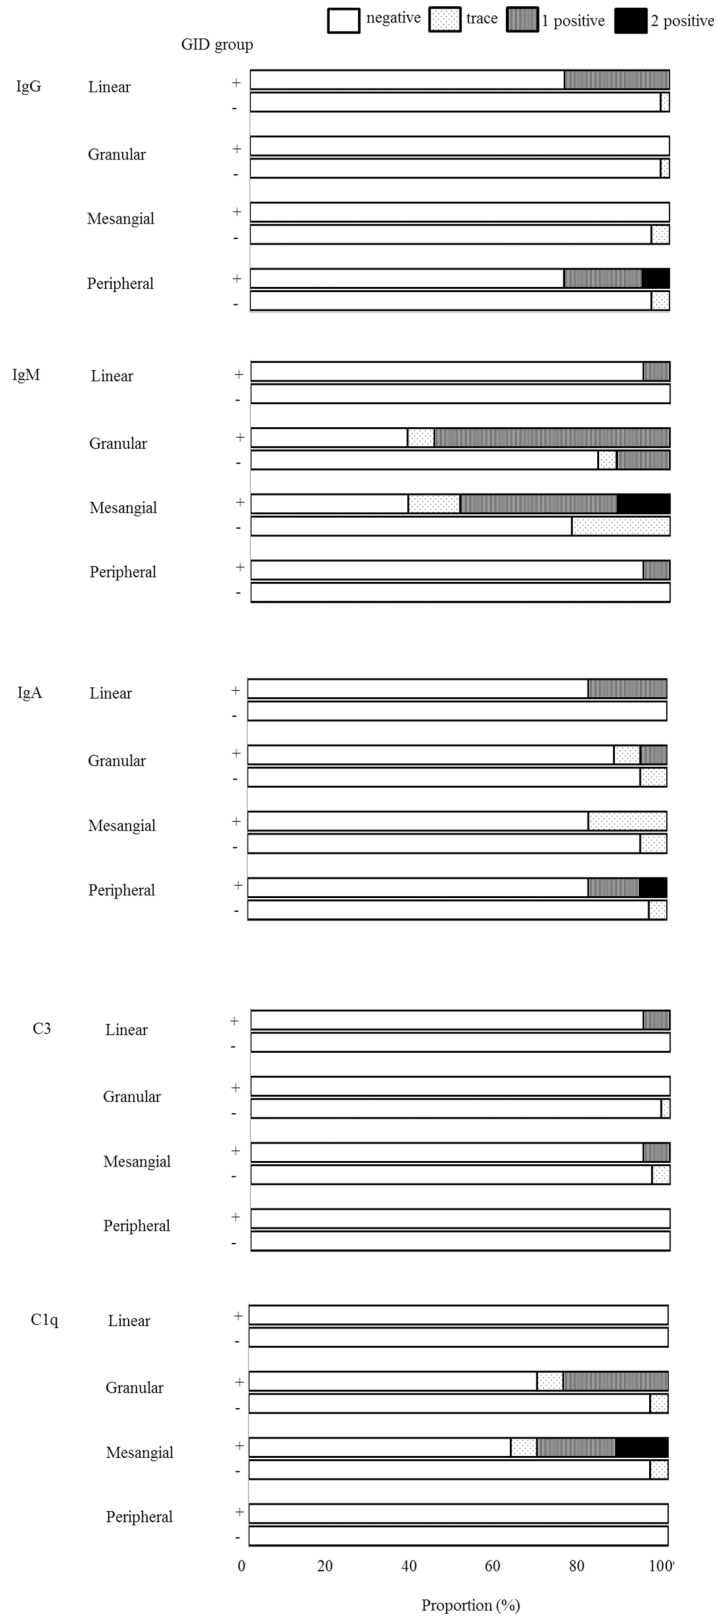 negative trace 1 positive 2 positive
GID group
IgG Linear +
-
Granular +
-
Mesangial +
-
Peripheral +
-
IgM Linear +
-
Granular +
-
Mesangial +
-
Peripheral +
-
IgA Linear +
-
Granular +
-
Mesangial +
-
Peripheral +
-
C3 Linear +
-
Granular +
-
Mesangial +
-
Peripheral +
-
C1q Linear +
-
Granular +
-
Mesangial +
-
Peripheral +
-
0 20 40 60 80 100'
Proportion (%)